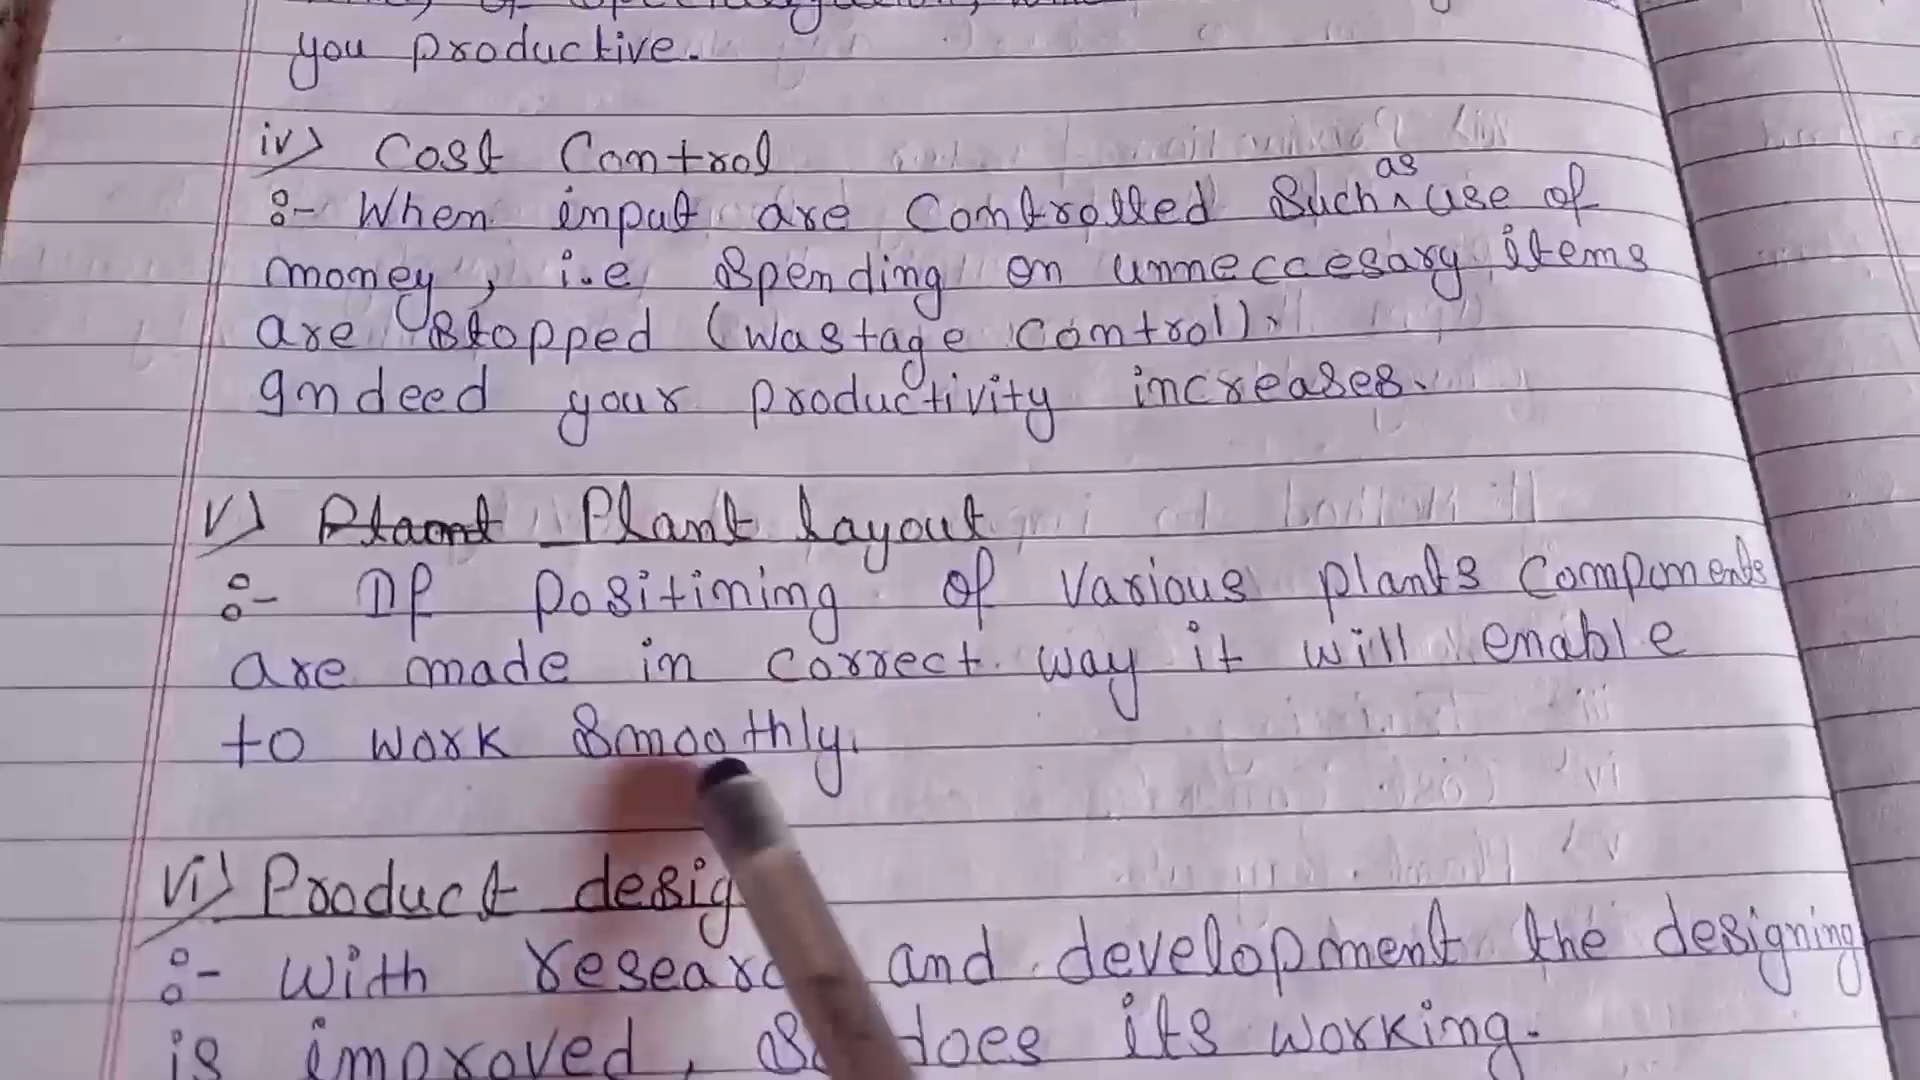 you productive.
iv) Cost Control
:- When input are Controlled Such as use of
money, i.e Spending on unneccesary items
are stopped (wastage control).
Indeed your productivity increases.
v) Plant Plant layout
:- If Positining of Various plants Components
are made in correct way it will enable
to work smoothly.
vi) Product desig
:- With researc and development the designing
is improved, So does its working.